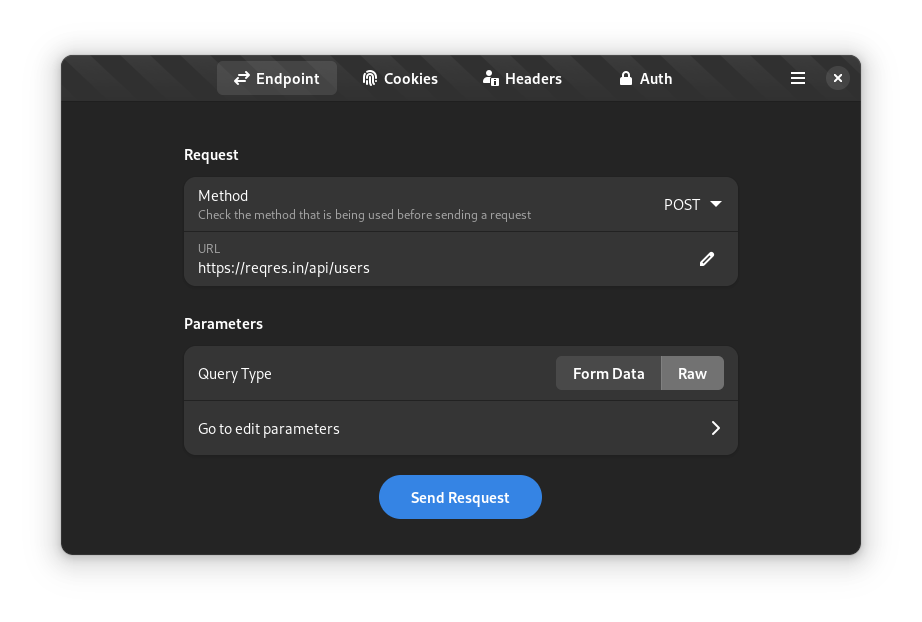 Endpoint Cookies Headers Auth
Request
Method
Check the method that is being used before sending a request
POST
URL
https://reqres.in/api/users
Parameters
Query Type
Form Data Raw
Go to edit parameters
Send Resquest